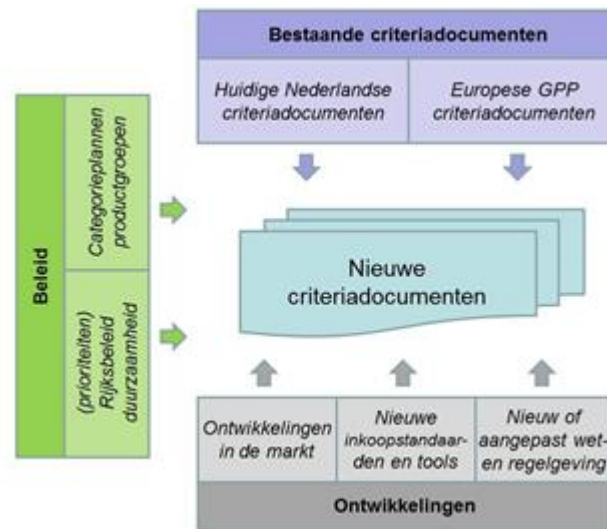 Bestaande criteriadocumenten
Huidige Nederlandse
criteriadocumenten
Europese GPP
criteriadocumenten
Beleid
Categorieplannen
productgroepen
(prioriteiten)
Rijksbeleid
duurzaamheid
Nieuwe
criteriadocumenten
Ontwikkelingen
in de markt
Nieuwe
inkoopstandaar-
den en tools
Nieuw of
aangepast wet-
en regelgeving
Ontwikkelingen